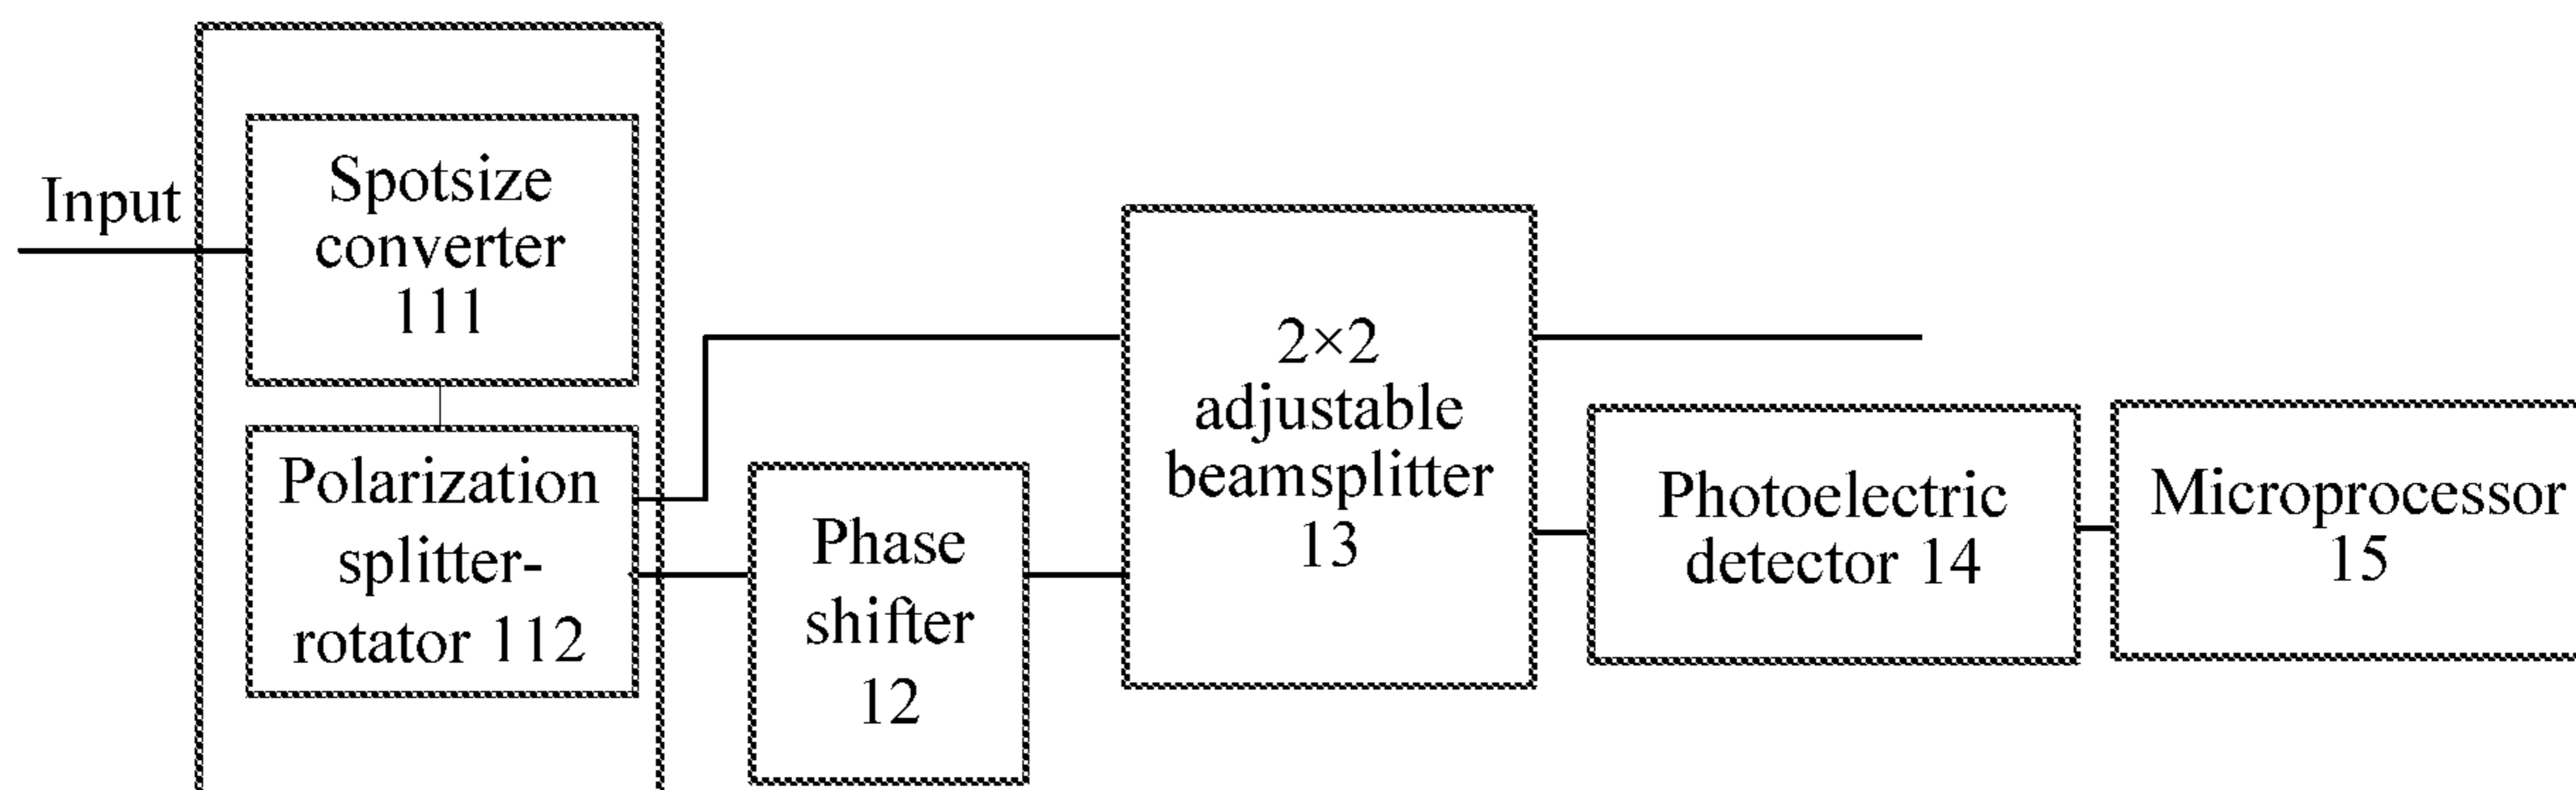 Input
Spotsize
converter
111
Polarization
splitter-
rotator 112
Phase
shifter
12
2×2
adjustable
beamsplitter
13
Photoelectric
detector 14
Microprocessor
15